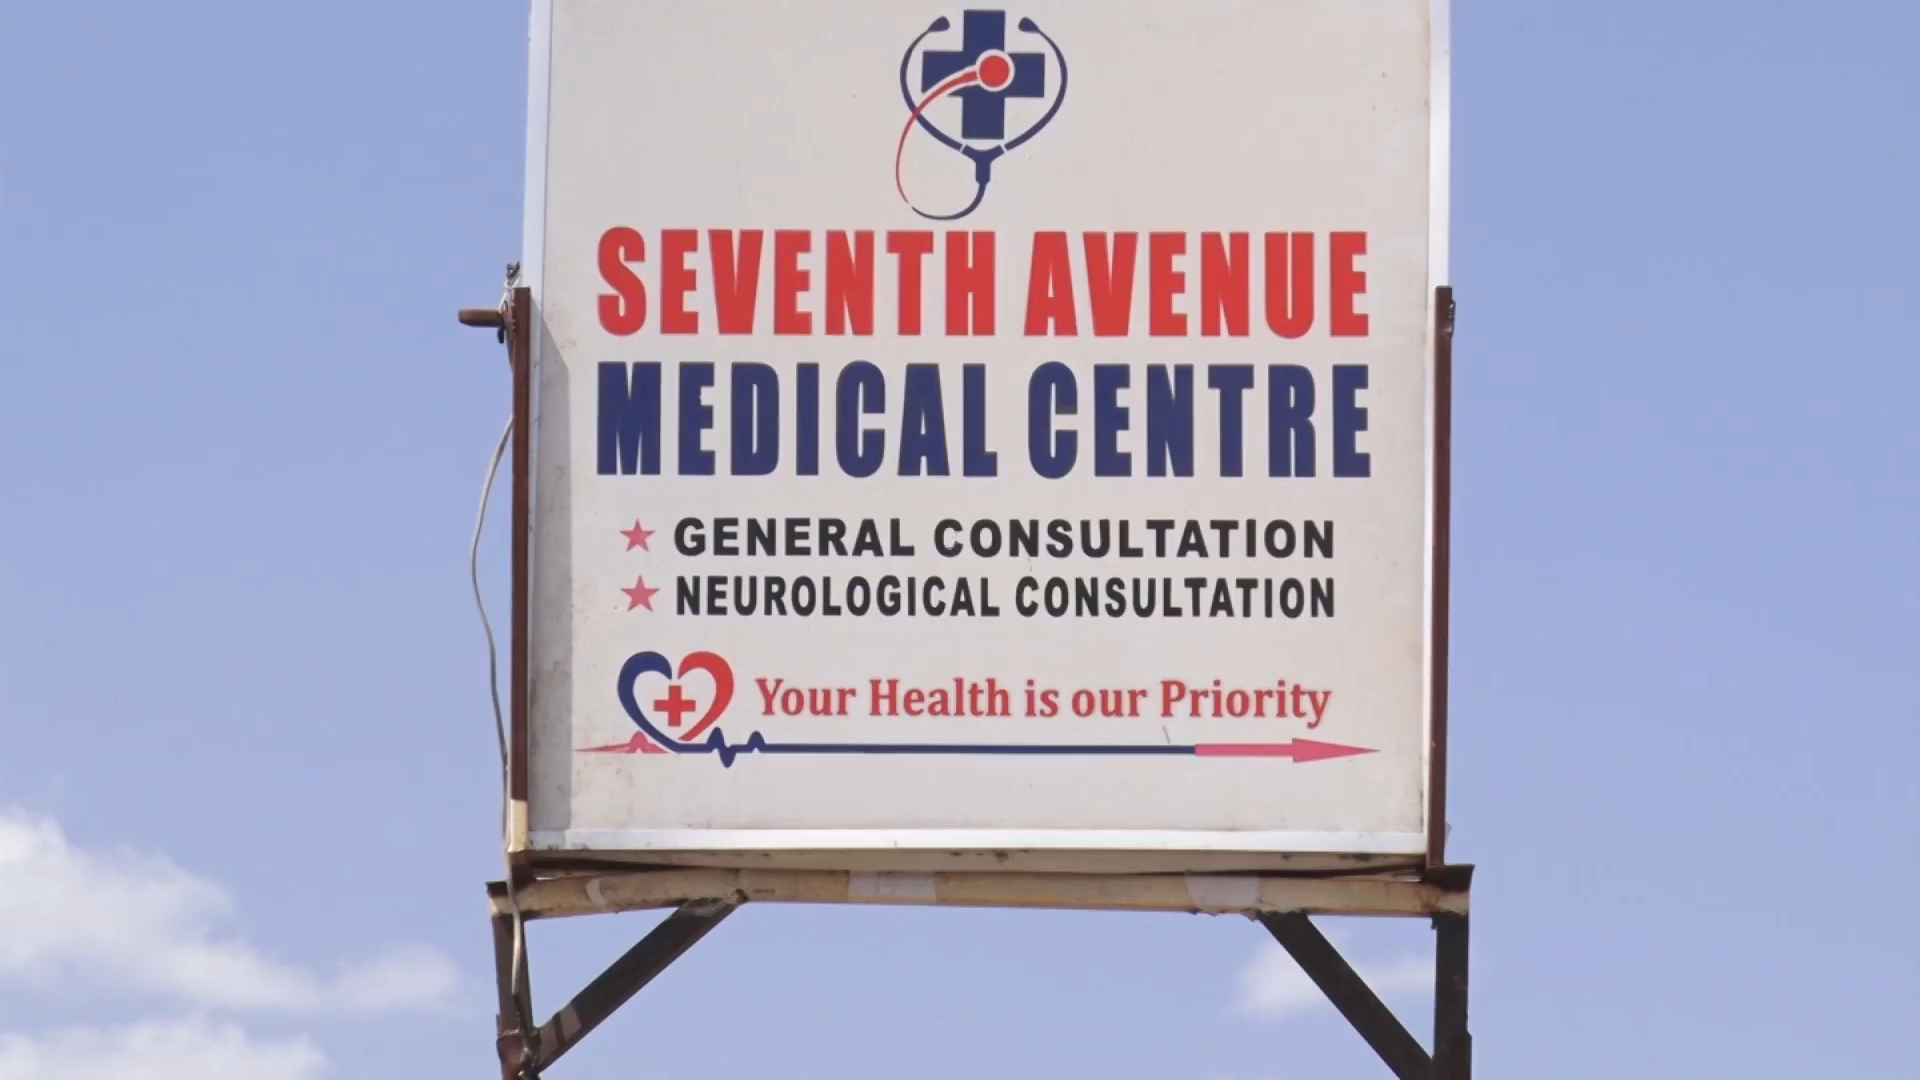 SEVENTH AVENUE
MEDICAL CENTRE
GENERAL CONSULTATION
NEUROLOGICAL CONSULTATION
Your Health is our Priority